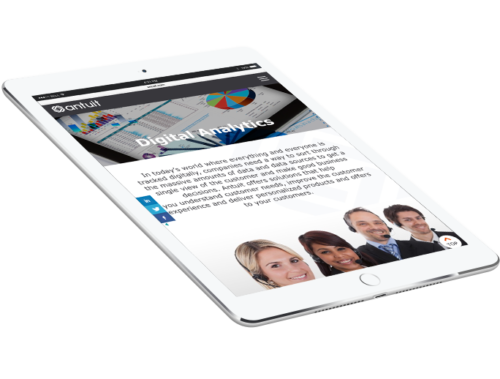 antuit
Digital Analytics
In today's world where everything and everyone is
tracked digitally, companies need a way to sort through
the massive amounts of data and data sources to get a
single view of the customer and make good business
decisions. Antuit offers solutions that help
you understand customer needs, improve the customer
experience and deliver personalized products and offers
to your customers.
in
f
TOP